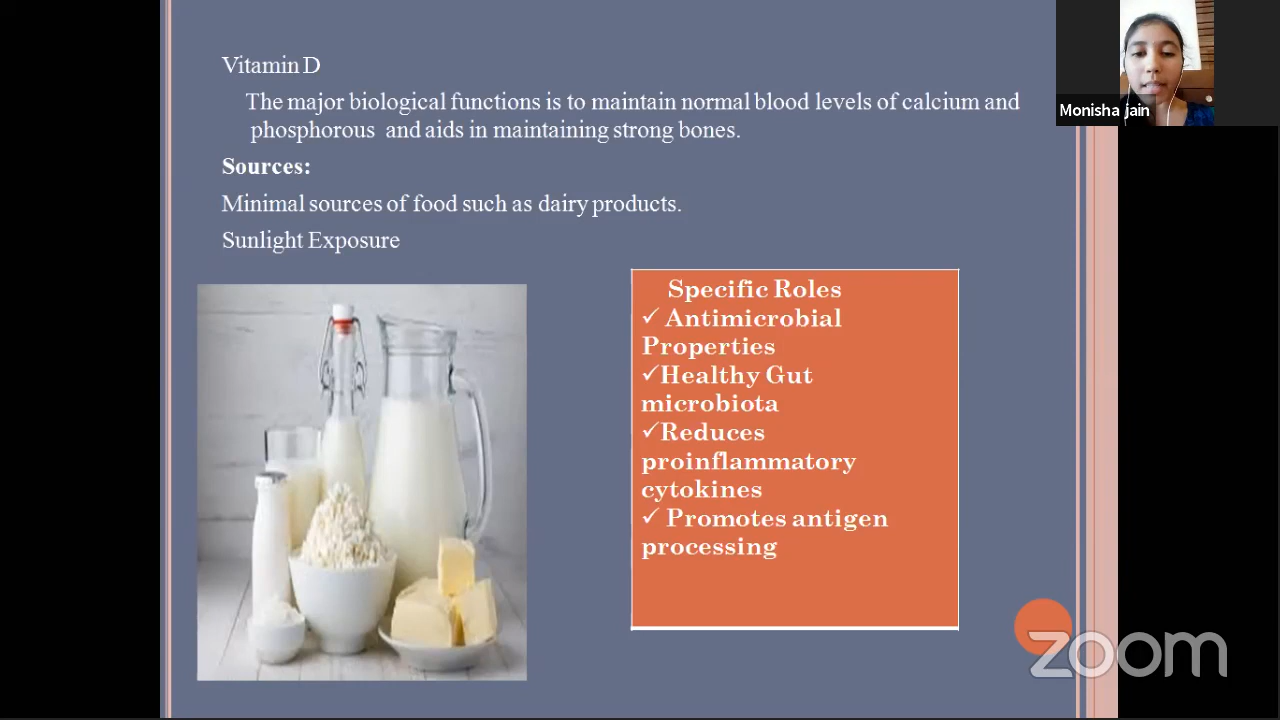 Vitamin D
The major biological functions is to maintain normal blood levels of calcium and
phosphorous and aids in maintaining strong bones.
Sources:
Minimal sources of food such as dairy products.
Sunlight Exposure
Specific Roles
✓ Antimicrobial
Properties
✓Healthy Gut
microbiota
✓Reduces
proinflammatory
cytokines
✓ Promotes antigen
processing
Monisha jain
zoom